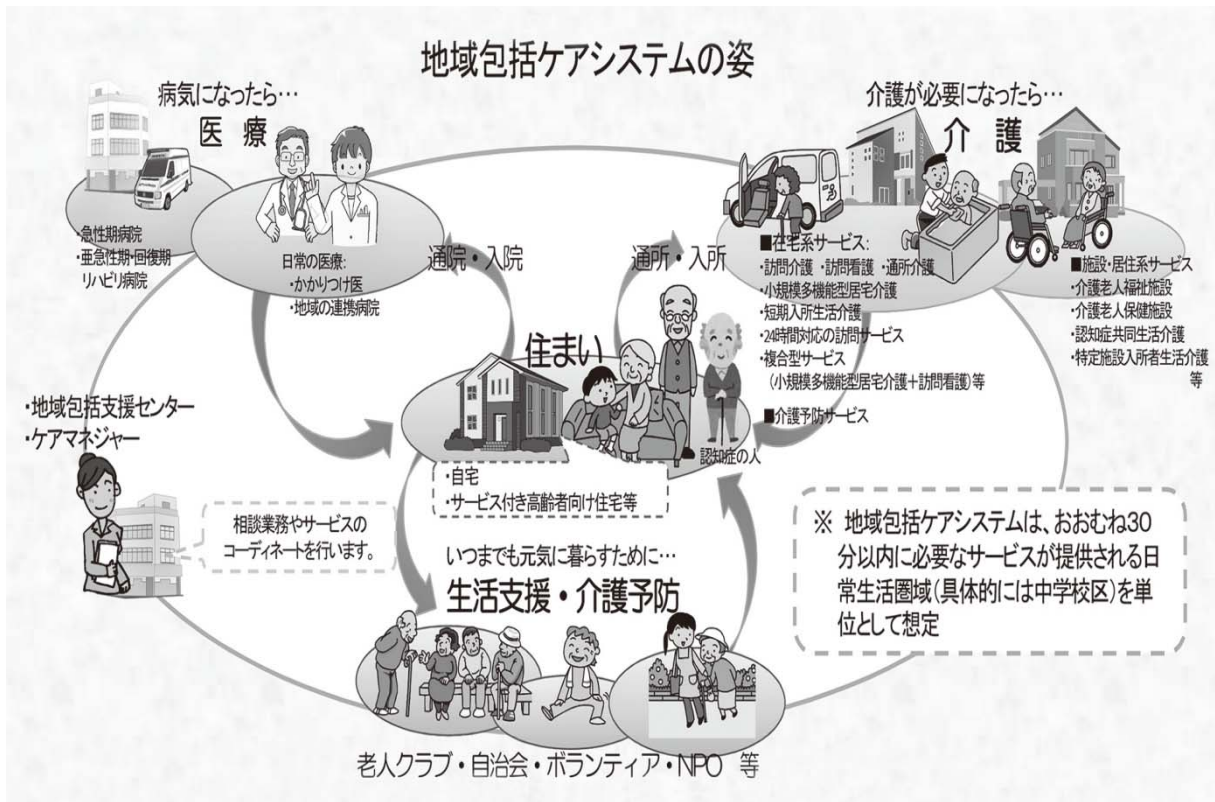 地域包括ケアシステムの姿
病気になったら…
医 療
・急性期病院
・亜急性期・回復期
リハビリ病院
日常の医療:
・かかりつけ医
・地域の連携病院
通院・入院
通所・入所
介護が必要になったら…
介 護
■在宅系サービス:
・訪問介護 ・訪問看護 ・通所介護
・小規模多機能型居宅介護
・短期入所生活介護
・24時間対応の訪問サービス
・複合型サービス
(小規模多機能型居宅介護+訪問看護)等
■介護予防サービス
■施設・居住系サービス
・介護老人福祉施設
・介護老人保健施設
・認知症共同生活介護
・特定施設入所者生活介護
等
住まい
認知症の人
・自宅
・サービス付き高齢者向け住宅等
・地域包括支援センター
・ケアマネジャー
相談業務やサービスの
コーディネートを行います。
いつまでも元気に暮らすために…
生活支援・介護予防
老人クラブ・自治会・ボランティア・NPO 等
※ 地域包括ケアシステムは、おおむね30
分以内に必要なサービスが提供される日
常生活圏域(具体的には中学校区)を単
位として想定